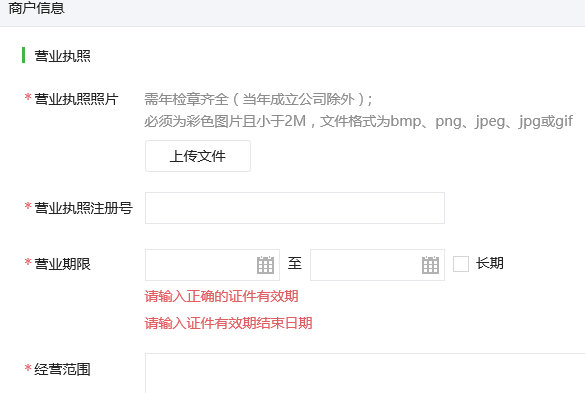 商户信息
营业执照
*营业执照照片
需年检章齐全（当年成立公司除外）;
必须为彩色图片且小于2M，文件格式为bmp、png、jpeg、jpg或gif
上传文件
*营业执照注册号
*营业期限 至 长期
请输入正确的证件有效期
请输入证件有效期结束日期
*经营范围